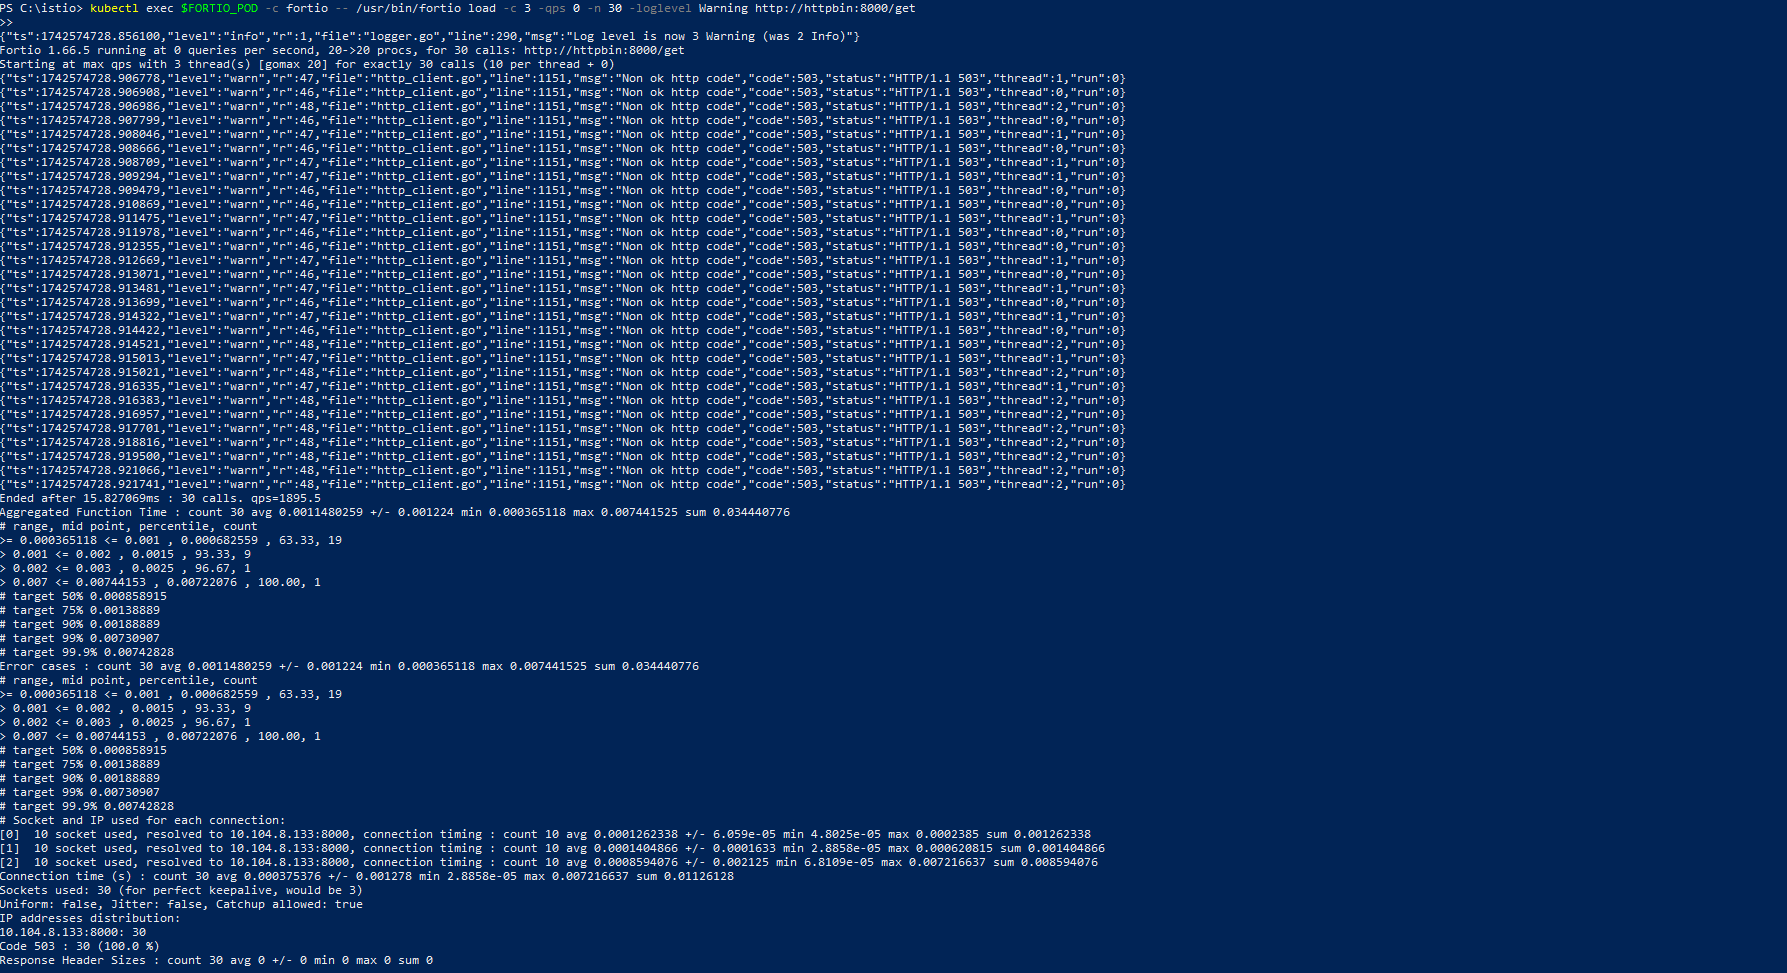 PS C:\istio> kubectl exec $FORTIO_POD -c fortio -- /usr/bin/fortio load -c 3 -qps 0 -n 30 -loglevel Warning http://httpbin:8000/get
>>
{"ts":1742574728.856100,"level":"info","r":1,"file":"logger.go","line":290,"msg":"Log level is now 3 Warning (was 2 Info)"}
Fortio 1.66.5 running at 0 queries per second, 20->20 procs, for 30 calls: http://httpbin:8000/get
Starting at max qps with 3 thread(s) [gomax 20] for exactly 30 calls (10 per thread + 0)
{"ts":1742574728.906778,"level":"warn","r":47,"file":"http_client.go","line":1151,"msg":"Non ok http code","code":503,"status":"HTTP/1.1 503","thread":1,"run":0}
{"ts":1742574728.906908,"level":"warn","r":46,"file":"http_client.go","line":1151,"msg":"Non ok http code","code":503,"status":"HTTP/1.1 503","thread":0,"run":0}
{"ts":1742574728.906986,"level":"warn","r":48,"file":"http_client.go","line":1151,"msg":"Non ok http code","code":503,"status":"HTTP/1.1 503","thread":2,"run":0}
{"ts":1742574728.907799,"level":"warn","r":46,"file":"http_client.go","line":1151,"msg":"Non ok http code","code":503,"status":"HTTP/1.1 503","thread":0,"run":0}
{"ts":1742574728.908046,"level":"warn","r":47,"file":"http_client.go","line":1151,"msg":"Non ok http code","code":503,"status":"HTTP/1.1 503","thread":1,"run":0}
{"ts":1742574728.908666,"level":"warn","r":46,"file":"http_client.go","line":1151,"msg":"Non ok http code","code":503,"status":"HTTP/1.1 503","thread":0,"run":0}
{"ts":1742574728.908709,"level":"warn","r":47,"file":"http_client.go","line":1151,"msg":"Non ok http code","code":503,"status":"HTTP/1.1 503","thread":1,"run":0}
{"ts":1742574728.909294,"level":"warn","r":47,"file":"http_client.go","line":1151,"msg":"Non ok http code","code":503,"status":"HTTP/1.1 503","thread":1,"run":0}
{"ts":1742574728.909479,"level":"warn","r":46,"file":"http_client.go","line":1151,"msg":"Non ok http code","code":503,"status":"HTTP/1.1 503","thread":0,"run":0}
{"ts":1742574728.910869,"level":"warn","r":46,"file":"http_client.go","line":1151,"msg":"Non ok http code","code":503,"status":"HTTP/1.1 503","thread":0,"run":0}
{"ts":1742574728.911475,"level":"warn","r":47,"file":"http_client.go","line":1151,"msg":"Non ok http code","code":503,"status":"HTTP/1.1 503","thread":1,"run":0}
{"ts":1742574728.911978,"level":"warn","r":46,"file":"http_client.go","line":1151,"msg":"Non ok http code","code":503,"status":"HTTP/1.1 503","thread":0,"run":0}
{"ts":1742574728.912355,"level":"warn","r":46,"file":"http_client.go","line":1151,"msg":"Non ok http code","code":503,"status":"HTTP/1.1 503","thread":0,"run":0}
{"ts":1742574728.912669,"level":"warn","r":47,"file":"http_client.go","line":1151,"msg":"Non ok http code","code":503,"status":"HTTP/1.1 503","thread":1,"run":0}
{"ts":1742574728.913071,"level":"warn","r":46,"file":"http_client.go","line":1151,"msg":"Non ok http code","code":503,"status":"HTTP/1.1 503","thread":0,"run":0}
{"ts":1742574728.913481,"level":"warn","r":47,"file":"http_client.go","line":1151,"msg":"Non ok http code","code":503,"status":"HTTP/1.1 503","thread":1,"run":0}
{"ts":1742574728.913699,"level":"warn","r":46,"file":"http_client.go","line":1151,"msg":"Non ok http code","code":503,"status":"HTTP/1.1 503","thread":0,"run":0}
{"ts":1742574728.914322,"level":"warn","r":47,"file":"http_client.go","line":1151,"msg":"Non ok http code","code":503,"status":"HTTP/1.1 503","thread":1,"run":0}
{"ts":1742574728.914422,"level":"warn","r":46,"file":"http_client.go","line":1151,"msg":"Non ok http code","code":503,"status":"HTTP/1.1 503","thread":0,"run":0}
{"ts":1742574728.914521,"level":"warn","r":48,"file":"http_client.go","line":1151,"msg":"Non ok http code","code":503,"status":"HTTP/1.1 503","thread":2,"run":0}
{"ts":1742574728.915013,"level":"warn","r":47,"file":"http_client.go","line":1151,"msg":"Non ok http code","code":503,"status":"HTTP/1.1 503","thread":1,"run":0}
{"ts":1742574728.915021,"level":"warn","r":48,"file":"http_client.go","line":1151,"msg":"Non ok http code","code":503,"status":"HTTP/1.1 503","thread":2,"run":0}
{"ts":1742574728.916335,"level":"warn","r":47,"file":"http_client.go","line":1151,"msg":"Non ok http code","code":503,"status":"HTTP/1.1 503","thread":1,"run":0}
{"ts":1742574728.916383,"level":"warn","r":48,"file":"http_client.go","line":1151,"msg":"Non ok http code","code":503,"status":"HTTP/1.1 503","thread":2,"run":0}
{"ts":1742574728.916957,"level":"warn","r":48,"file":"http_client.go","line":1151,"msg":"Non ok http code","code":503,"status":"HTTP/1.1 503","thread":2,"run":0}
{"ts":1742574728.917701,"level":"warn","r":48,"file":"http_client.go","line":1151,"msg":"Non ok http code","code":503,"status":"HTTP/1.1 503","thread":2,"run":0}
{"ts":1742574728.918816,"level":"warn","r":48,"file":"http_client.go","line":1151,"msg":"Non ok http code","code":503,"status":"HTTP/1.1 503","thread":2,"run":0}
{"ts":1742574728.919500,"level":"warn","r":48,"file":"http_client.go","line":1151,"msg":"Non ok http code","code":503,"status":"HTTP/1.1 503","thread":2,"run":0}
{"ts":1742574728.921066,"level":"warn","r":48,"file":"http_client.go","line":1151,"msg":"Non ok http code","code":503,"status":"HTTP/1.1 503","thread":2,"run":0}
{"ts":1742574728.921741,"level":"warn","r":48,"file":"http_client.go","line":1151,"msg":"Non ok http code","code":503,"status":"HTTP/1.1 503","thread":2,"run":0}
Ended after 15.827069ms : 30 calls. qps=1895.5
Aggregated Function Time : count 30 avg 0.0011480259 +/- 0.001224 min 0.000365118 max 0.007441525 sum 0.034440776
# range, mid point, percentile, count
>= 0.000365118 <= 0.001 , 0.000682559 , 63.33, 19
> 0.001 <= 0.002 , 0.0015 , 93.33, 9
> 0.002 <= 0.003 , 0.0025 , 96.67, 1
> 0.007 <= 0.00744153 , 0.00722076 , 100.00, 1
# target 50% 0.000858915
# target 75% 0.00138889
# target 90% 0.00188889
# target 99% 0.00730907
# target 99.9% 0.00742828
Error cases : count 30 avg 0.0011480259 +/- 0.001224 min 0.000365118 max 0.007441525 sum 0.034440776
# range, mid point, percentile, count
>= 0.000365118 <= 0.001 , 0.000682559 , 63.33, 19
> 0.001 <= 0.002 , 0.0015 , 93.33, 9
> 0.002 <= 0.003 , 0.0025 , 96.67, 1
> 0.007 <= 0.00744153 , 0.00722076 , 100.00, 1
# target 50% 0.000858915
# target 75% 0.00138889
# target 90% 0.00188889
# target 99% 0.00730907
# target 99.9% 0.00742828
# Socket and IP used for each connection:
[0]  10 socket used, resolved to 10.104.8.133:8000, connection timing : count 10 avg 0.0001262338 +/- 6.059e-05 min 4.8025e-05 max 0.0002385 sum 0.001262338
[1]  10 socket used, resolved to 10.104.8.133:8000, connection timing : count 10 avg 0.0001404866 +/- 0.0001633 min 2.8858e-05 max 0.000620815 sum 0.001404866
[2]  10 socket used, resolved to 10.104.8.133:8000, connection timing : count 10 avg 0.0008594076 +/- 0.002125 min 6.8109e-05 max 0.007216637 sum 0.008594076
Connection time (s) : count 30 avg 0.000375376 +/- 0.001278 min 2.8858e-05 max 0.007216637 sum 0.01126128
Sockets used: 30 (for perfect keepalive, would be 3)
Uniform: false, Jitter: false, Catchup allowed: true
IP addresses distribution:
10.104.8.133:8000: 30
Code 503 : 30 (100.0 %)
Response Header Sizes : count 30 avg 0 +/- 0 min 0 max 0 sum 0